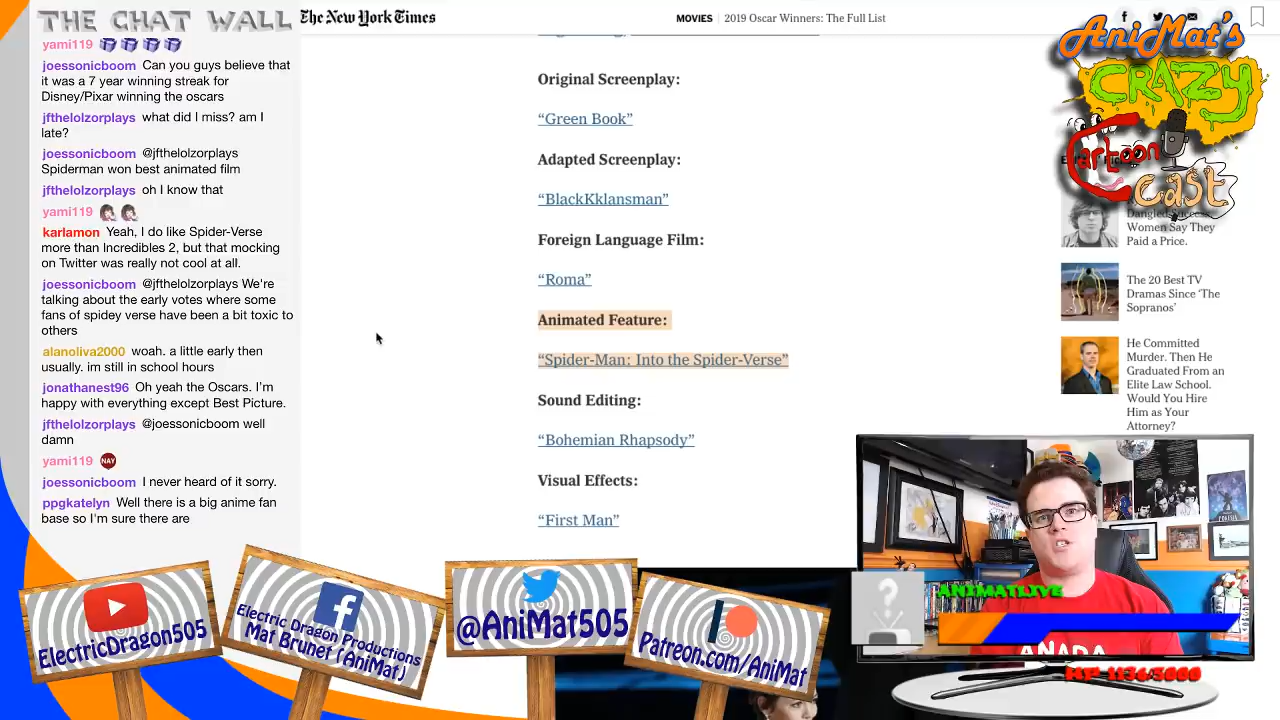 THE CHAT WALL
yami119
joessonicboom Can you guys believe that
it was a 7 year winning streak for
Disney/Pixar winning the oscars
jfthelolzorplays what did I miss? am I
late?
joessonicboom @jfthelolzorplays
Spiderman won best animated film
jfthelolzorplays oh I know that
yami119
karlamon Yeah, I do like Spider-Verse
more than Incredibles 2, but that mocking
on Twitter was really not cool at all.
joessonicboom @jfthelolzorplays We're
talking about the early votes where some
fans of spidey verse have been a bit toxic to
others
alanoliva2000 woah. a little early then
usually. im still in school hours
jonathanest96 Oh yeah the Oscars. I'm
happy with everything except Best Picture.
jfthelolzorplays @joessonicboom well
damn
yami119 NAY
joessonicboom I never heard of it sorry.
ppgkatelyn Well there is a big anime fan
base so I'm sure there are
The New York Times
MOVIES | 2019 Oscar Winners: The Full List
Original Screenplay:
“Green Book”
Adapted Screenplay:
“BlacKklansman”
Foreign Language Film:
“Roma”
Animated Feature:
“Spider-Man: Into the Spider-Verse”
Sound Editing:
“Bohemian Rhapsody”
Visual Effects:
“First Man”
AniMat's
CRAZY
Cartoon
Cast
Dangled Success,
Women Say They
Paid a Price.
The 20 Best TV
Dramas Since ‘The
Sopranos’
He Committed
Murder. Then He
Graduated From an
Elite Law School.
Would You Hire
Him as Your
Attorney?
ANIMATLIVE
ElectricDragon505
Electric Dragon Productions
Mat Brunet (AniMat)
@AniMat505
Patreon.com/AniMat